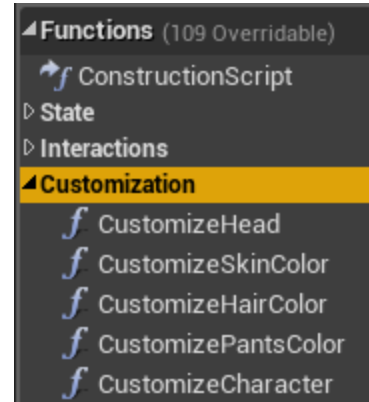 Functions (109 Overridable)
ConstructionScript
State
Interactions
Customization
f CustomizeHead
f CustomizeSkinColor
f CustomizeHairColor
f CustomizePantsColor
f CustomizeCharacter